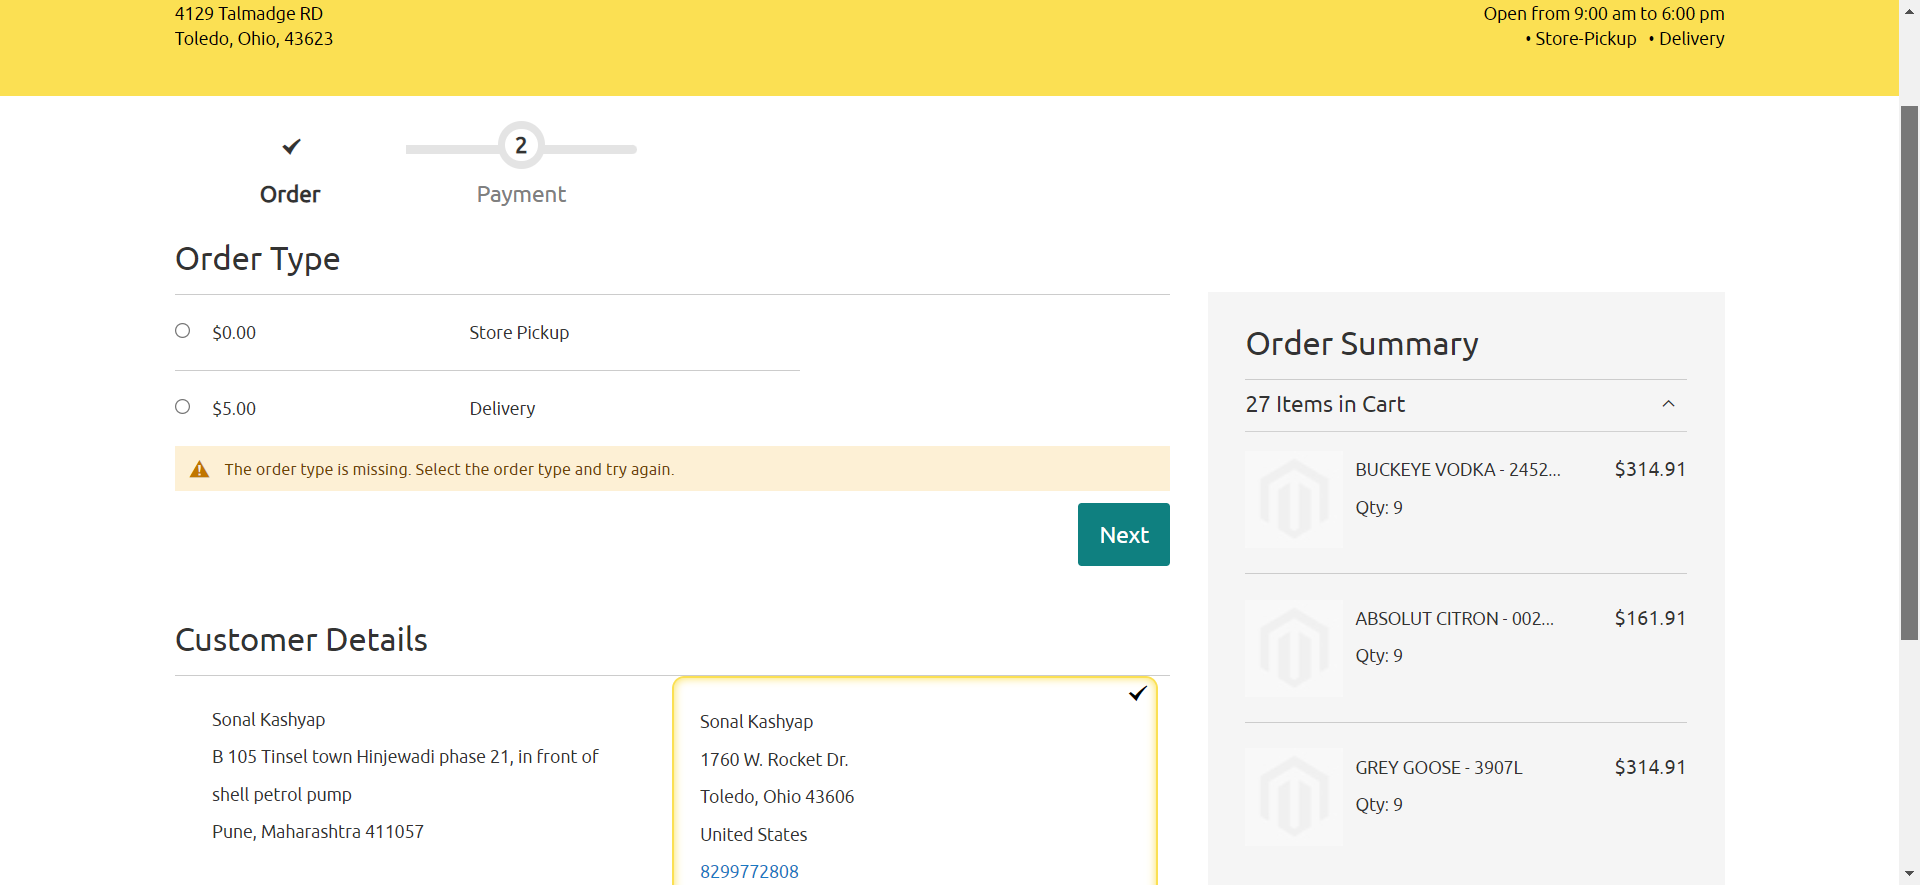 4129 Talmadge RD
Toledo, Ohio, 43623
Open from 9:00 am to 6:00 pm
• Store-Pickup • Delivery
Order
2
Payment
Order Type
$0.00 Store Pickup
$5.00 Delivery
The order type is missing. Select the order type and try again.
Next
Customer Details
Sonal Kashyap
B 105 Tinsel town Hinjewadi phase 21, in front of
shell petrol pump
Pune, Maharashtra 411057
Sonal Kashyap
1760 W. Rocket Dr.
Toledo, Ohio 43606
United States
8299772808
Order Summary
27 Items in Cart
BUCKEYE VODKA - 2452... $314.91
Qty: 9
ABSOLUT CITRON - 002... $161.91
Qty: 9
GREY GOOSE - 3907L $314.91
Qty: 9